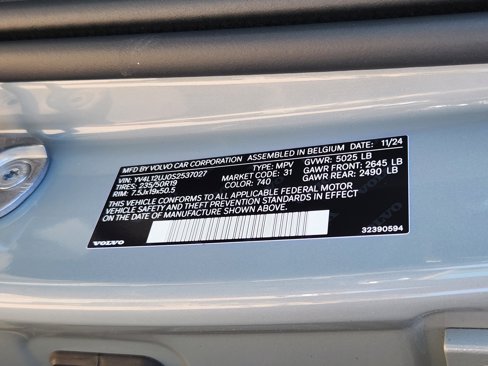 MFD BY VOLVO CAR CORPORATION ASSEMBLED IN BELGIUM DATE: 11/24
VIN: YV4L12UJ0S2537027 TYPE: MPV GVWR: 5025 LB
TIRES: 235/50R19 MARKET CODE: 31 GAWR FRONT: 2645 LB
RIM: 7.5Jx19x50.5 COLOR: 740 GAWR REAR: 2490 LB
THIS VEHICLE CONFORMS TO ALL APPLICABLE FEDERAL MOTOR
VEHICLE SAFETY AND THEFT PREVENTION STANDARDS IN EFFECT
ON THE DATE OF MANUFACTURE SHOWN ABOVE.
VOLVO 32390594